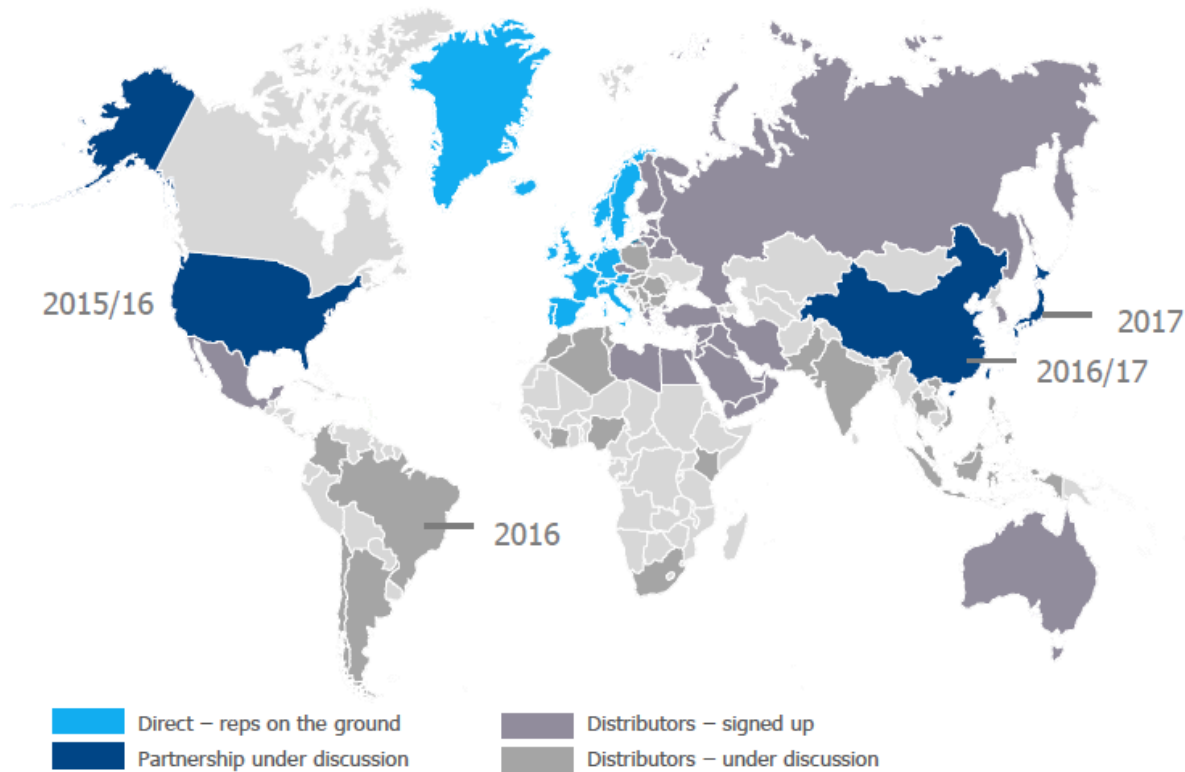 2015/16
2017
2016/17
2016
Direct – reps on the ground
Partnership under discussion
Distributors – signed up
Distributors – under discussion